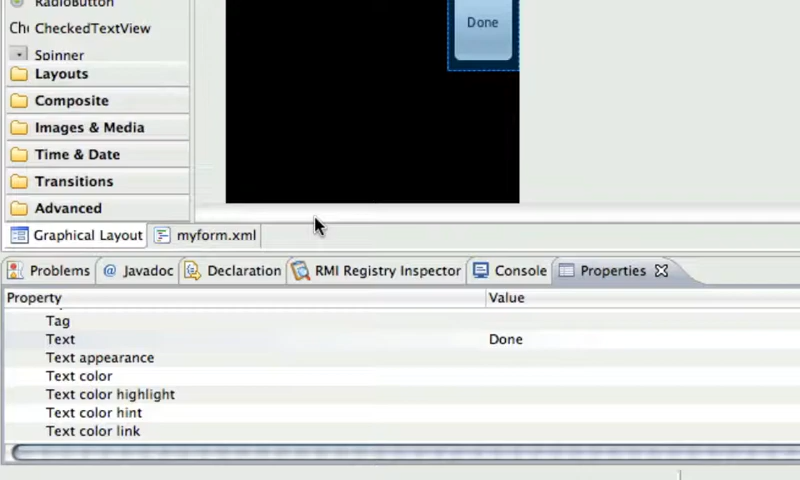 RadioButton
CheckedTextView
Spinner
Layouts
Composite
Images & Media
Time & Date
Transitions
Advanced
Done
Graphical Layout
myform.xml
Problems
@ Javadoc
Declaration
RMI Registry Inspector
Console
Properties
Property Value
Tag
Text Done
Text appearance
Text color
Text color highlight
Text color hint
Text color link